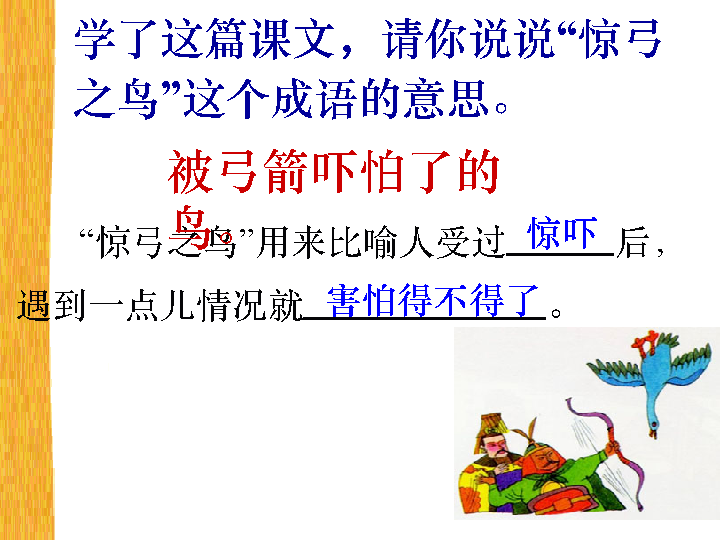 学了这篇课文，请你说说“惊弓
之鸟”这个成语的意思。
被弓箭吓怕了的
鸟。
“惊弓之鸟”用来比喻人受过惊吓后，
遇到一点儿情况就害怕得不得了。